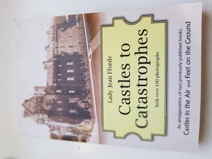 Lady Jean Fforde
Castles to
Catastrophes
With over 100 photographs
An amalgamation of two previously published books:
Castles in the Air and Feet on the Ground